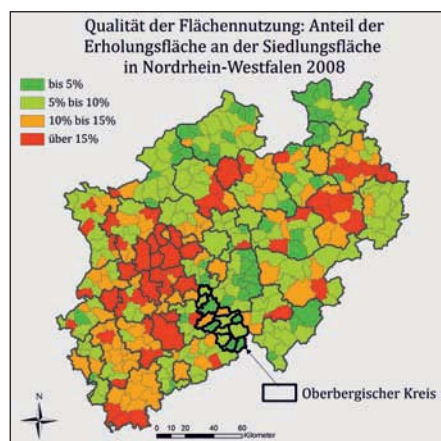 Qualität der Flächennutzung: Anteil der
Erholungsfläche an der Siedlungsfläche
in Nordrhein-Westfalen 2008
bis 5%
5% bis 10%
10% bis 15%
über 15%
Oberbergischer Kreis
N
0 10 20 40 60
Kilometer